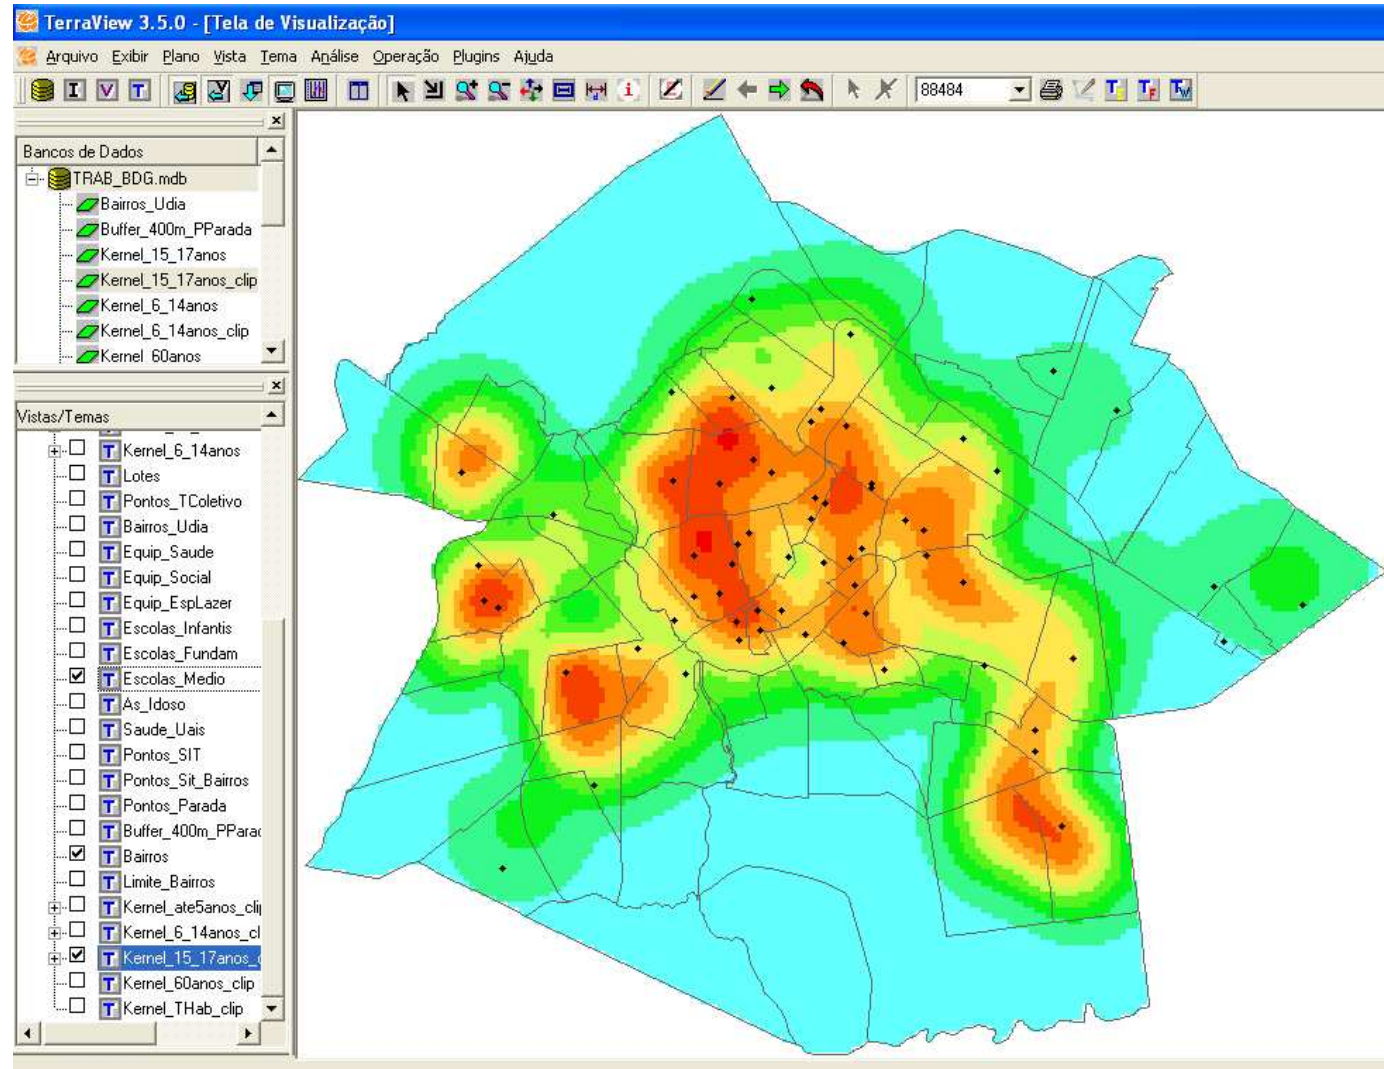 TerraView 3.5.0 - [Tela de Visualização]
Arquivo Exibir Plano Vista Tema Análise Operação Plugins Ajuda
I V T 88484
Bancos de Dados
TRAB_BDG.mdb
Bairros_Udia
Buffer_400m_PParada
Kernel_15_17anos
Kernel_15_17anos_clip
Kernel_6_14anos
Kernel_6_14anos_clip
Kernel_60anos
Vistas/Temas
Kernel_6_14anos
Lotes
Pontos_TColetivo
Bairros_Udia
Equip_Saude
Equip_Social
Equip_EspLazer
Escolas_Infantis
Escolas_Fundam
Escolas_Medio
As_Idoso
Saude_Uais
Pontos_SIT
Pontos_Sit_Bairros
Pontos_Parada
Buffer_400m_PParad
Bairros
Limite_Bairros
Kernel_ate5anos_cli
Kernel_6_14anos_cl
Kernel_15_17anos_
Kernel_60anos_clip
Kernel_THab_clip